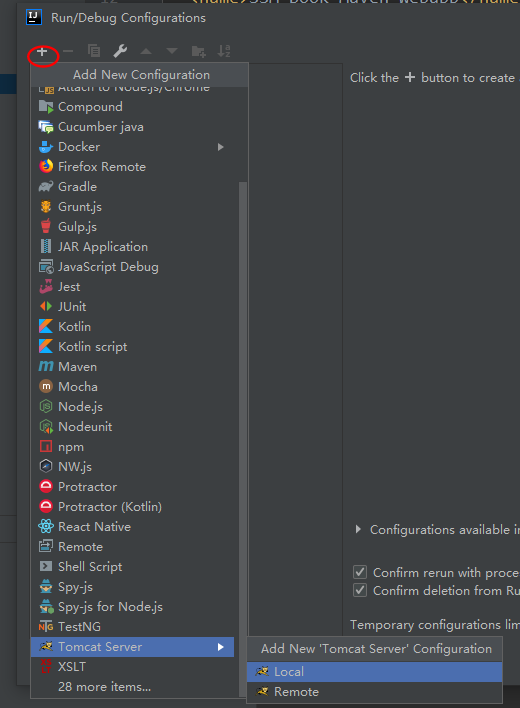 Run/Debug Configurations
Add New Configuration
Click the + button to create
Attach to Node.js/Chrome
Compound
Cucumber java
Docker
Firefox Remote
Gradle
Grunt.js
Gulp.js
JAR Application
JavaScript Debug
Jest
JUnit
Kotlin
Kotlin script
Maven
Mocha
Node.js
Nodeunit
npm
NW.js
Protractor
Protractor (Kotlin)
React Native
Configurations available i
Remote
Shell Script
Confirm rerun with proce
Spy-js
Confirm deletion from Ru
Spy-js for Node.js
TestNG
Temporary configurations lim
Tomcat Server
Add New 'Tomcat Server' Configuration
XSLT
Local
28 more items...
Remote